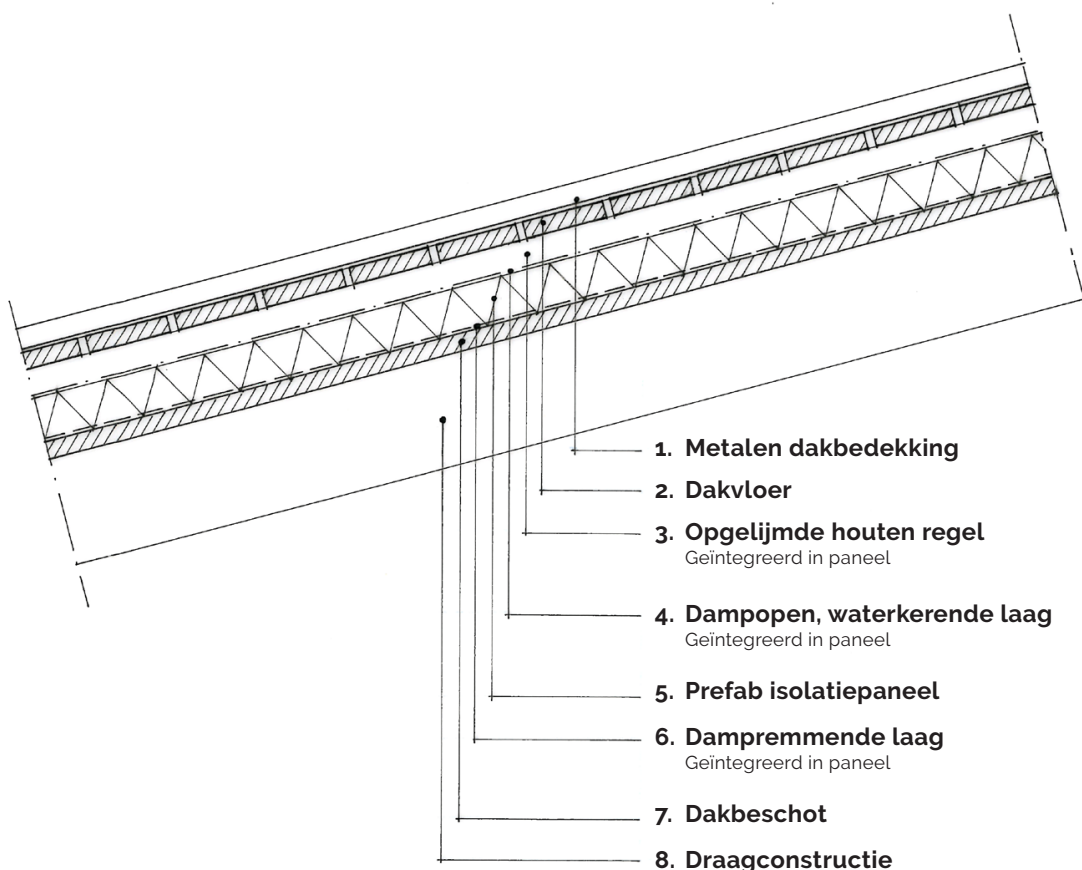 1. Metalen dakbedekking
2. Dakvloer
3. Opgelijmde houten regel
Geïntegreerd in paneel
4. Dampopen, waterkerende laag
Geïntegreerd in paneel
5. Prefab isolatiepaneel
6. Dampremmende laag
Geïntegreerd in paneel
7. Dakbeschot
8. Draagconstructie